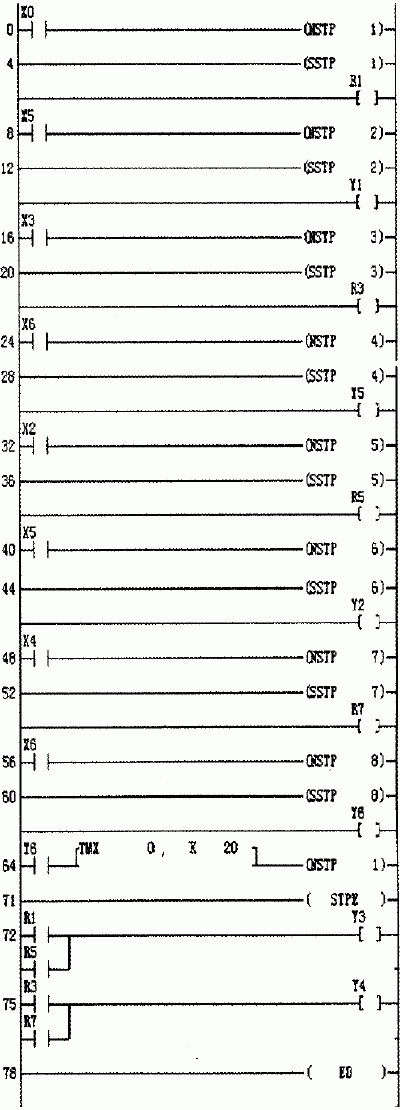 X0
0 (NSTP 1)
4 (SSTP 1)
R1
X5
8 (NSTP 2)
12 (SSTP 2)
Y1
X3
16 (NSTP 3)
20 (SSTP 3)
R3
X6
24 (NSTP 4)
28 (SSTP 4)
Y5
X2
32 (NSTP 5)
36 (SSTP 5)
R5
X5
40 (NSTP 6)
44 (SSTP 6)
Y2
X4
48 (NSTP 7)
52 (SSTP 7)
R7
X6
56 (NSTP 8)
60 (SSTP 8)
Y6
Y6 TMX 0 , K 20
64 (NSTP 1)
71 ( STPE )
R1 Y3
72
R5
R3 Y4
75
R7
78 ( ED )